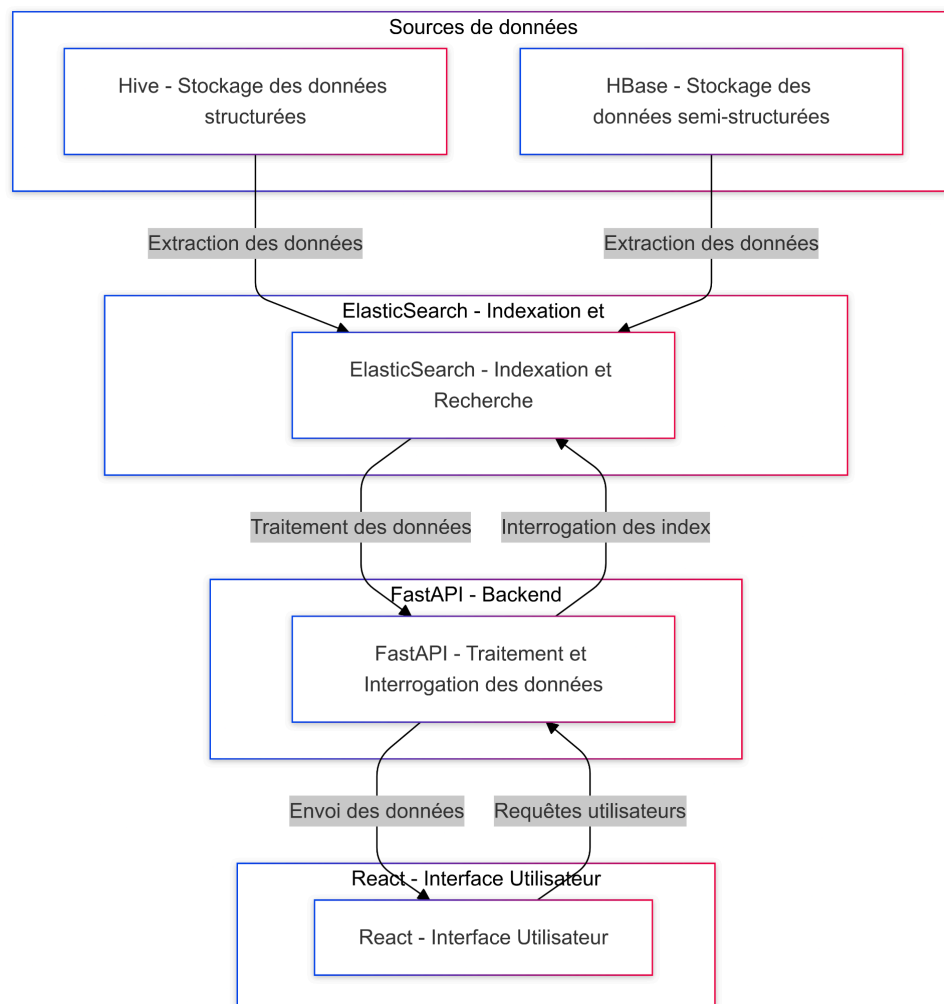 Sources de données
Hive - Stockage des données
structurées
HBase - Stockage des
données semi-structurées
Extraction des données
Extraction des données
ElasticSearch - Indexation et
ElasticSearch - Indexation et
Recherche
Traitement des données
Interrogation des index
FastAPI - Backend
FastAPI - Traitement et
Interrogation des données
Envoi des données
Requêtes utilisateurs
React - Interface Utilisateur
React - Interface Utilisateur